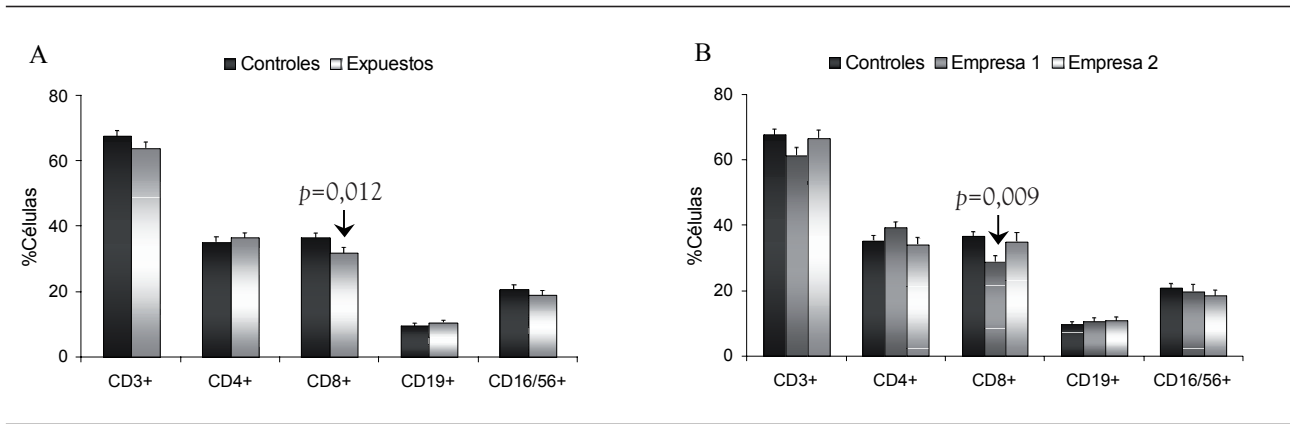 A
Controles Expuestos
80
60
40
20
0
%Células
p=0,012
CD3+ CD4+ CD8+ CD19+ CD16/56+
B
Controles Empresa 1 Empresa 2
80
60
40
20
0
%Células
p=0,009
CD3+ CD4+ CD8+ CD19+ CD16/56+